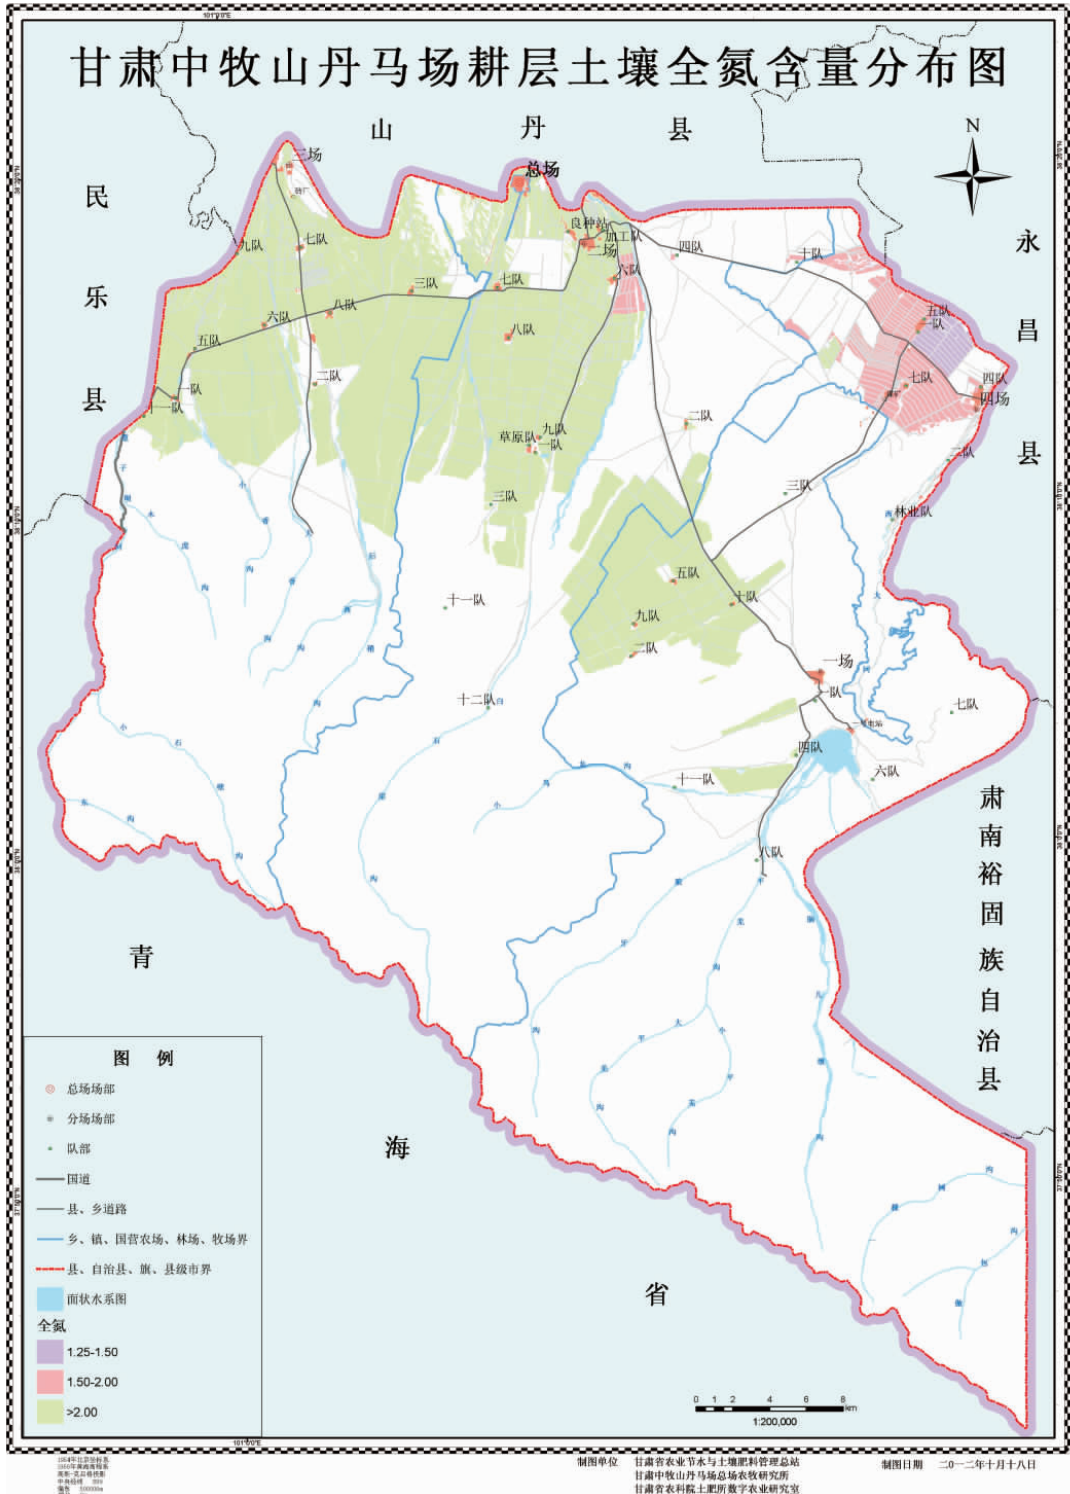 甘肃中牧山丹马场耕层土壤全氮含量分布图
101°0'0"E
山 丹 县
民乐县
永昌县
肃南裕固族自治县
青海省
N
三场
总场
九队
七队
良种站
加工队
二场
四队
十队
六队
三队
七队
八队
六队
五队
八队
五队
一队
七队
四队
四场
二队
一队
十一队
二队
九队
草原队
一队
三队
二队
三队
林业队
五队
十队
九队
二队
十一队
一场
一队
七队
十二队
四队
六队
十一队
八队
图 例
总场场部
分场场部
队部
国道
县、乡道路
乡、镇、国营农场、林场、牧场界
县、自治县、旗、县级市界
面状水系图
全氮
1.25-1.50
1.50-2.00
>2.00
0 1 2 4 6 8
km
1:200,000
101°0'0"E
制图单位 甘肃省农业节水与土壤肥料管理总站
甘肃中牧山丹马场总场农牧研究所
甘肃省农科院土肥所数字农业研究室
制图日期 二〇一二年十月十八日